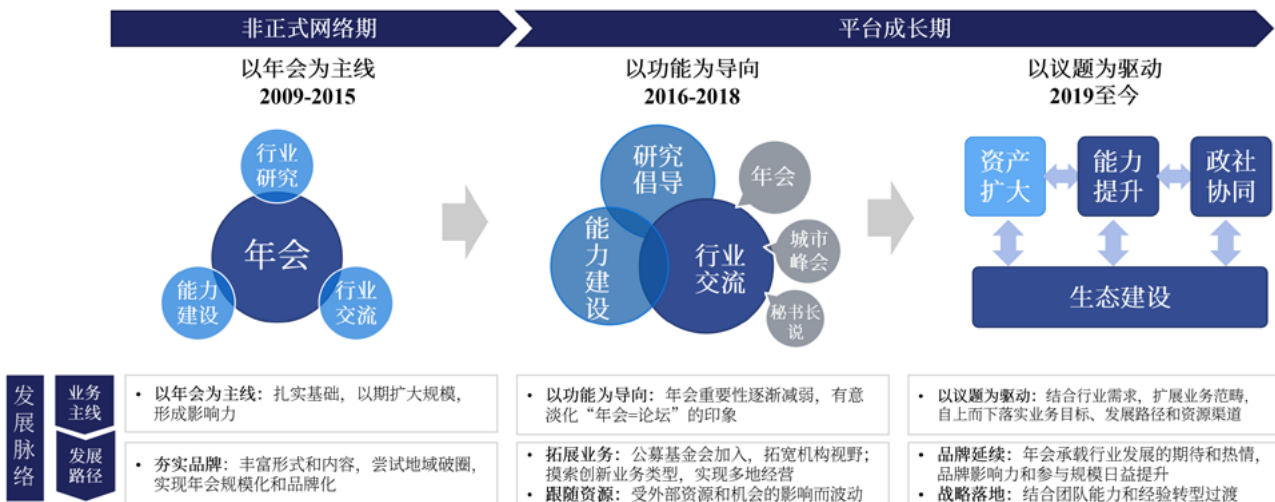 非正式网络期
平台成长期
以年会为主线
2009-2015
以功能为导向
2016-2018
以议题为驱动
2019至今
行业
研究
年会
能力
建设
行业
交流
研究
倡导
能
力
建
设
行业
交流
年会
城市
峰会
秘书长
说
资产
扩大
能力
提升
政社
协同
生态建设
发
展
脉
络
业务
主线
• 以年会为主线：扎实基础，以期扩大规模，
形成影响力
• 以功能为导向：年会重要性逐渐减弱，有意
淡化“年会=论坛”的印象
• 以议题为驱动：结合行业需求，扩展业务范畴，
自上而下落实业务目标、发展路径和资源渠道
发展
路径
• 夯实品牌：丰富形式和内容，尝试地域破圈，
实现年会规模化和品牌化
• 拓展业务：公募基金会加入，拓宽机构视野；
摸索创新业务类型，实现多地经营
• 跟随资源：受外部资源和机会的影响而波动
• 品牌延续：年会承载行业发展的期待和热情，
品牌影响力和参与规模日益提升
• 战略落地：结合团队能力和经验转型过渡